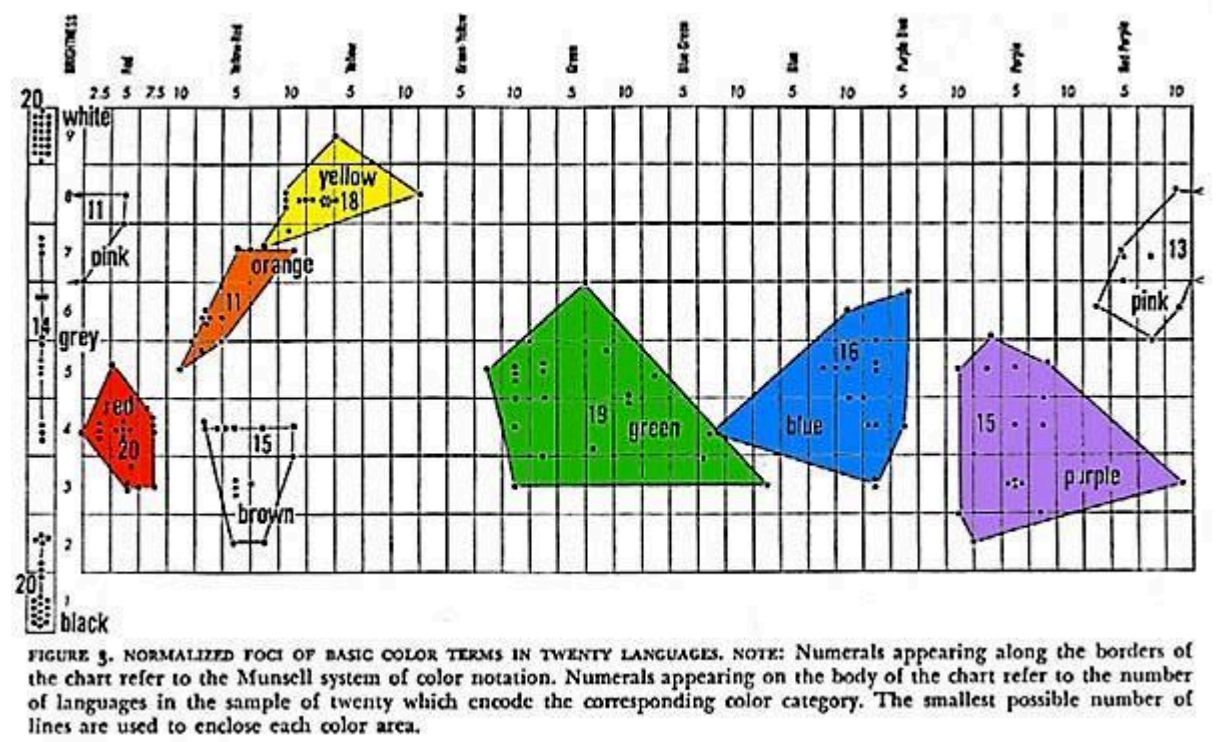 BRIGHTNESS
Red
Yellow Red
Yellow
Green Yellow
Green
Blue Green
Blue
Purple Blue
Purple
Red Purple
2.5 5 7.5 10 5 10 5 10 5 10 5 10 5 10 5 10 5 10 5 10 5 10
20
white
9
8
11
pink
7
6
grey
5
red
4
20
3
2
20
1
black
yellow
18
orange
11
15
brown
19
green
16
blue
15
purple
13
pink
FIGURE 3. NORMALIZED FOCI OF BASIC COLOR TERMS IN TWENTY LANGUAGES. NOTE: Numerals appearing along the borders of
the chart refer to the Munsell system of color notation. Numerals appearing on the body of the chart refer to the number
of languages in the sample of twenty which encode the corresponding color category. The smallest possible number of
lines are used to enclose each color area.